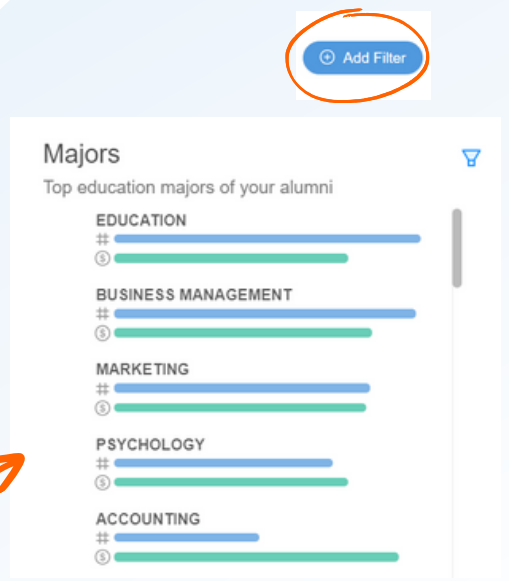 Add Filter
Majors
Top education majors of your alumni
EDUCATION
#
$
BUSINESS MANAGEMENT
#
$
MARKETING
#
$
PSYCHOLOGY
#
$
ACCOUNTING
#
$